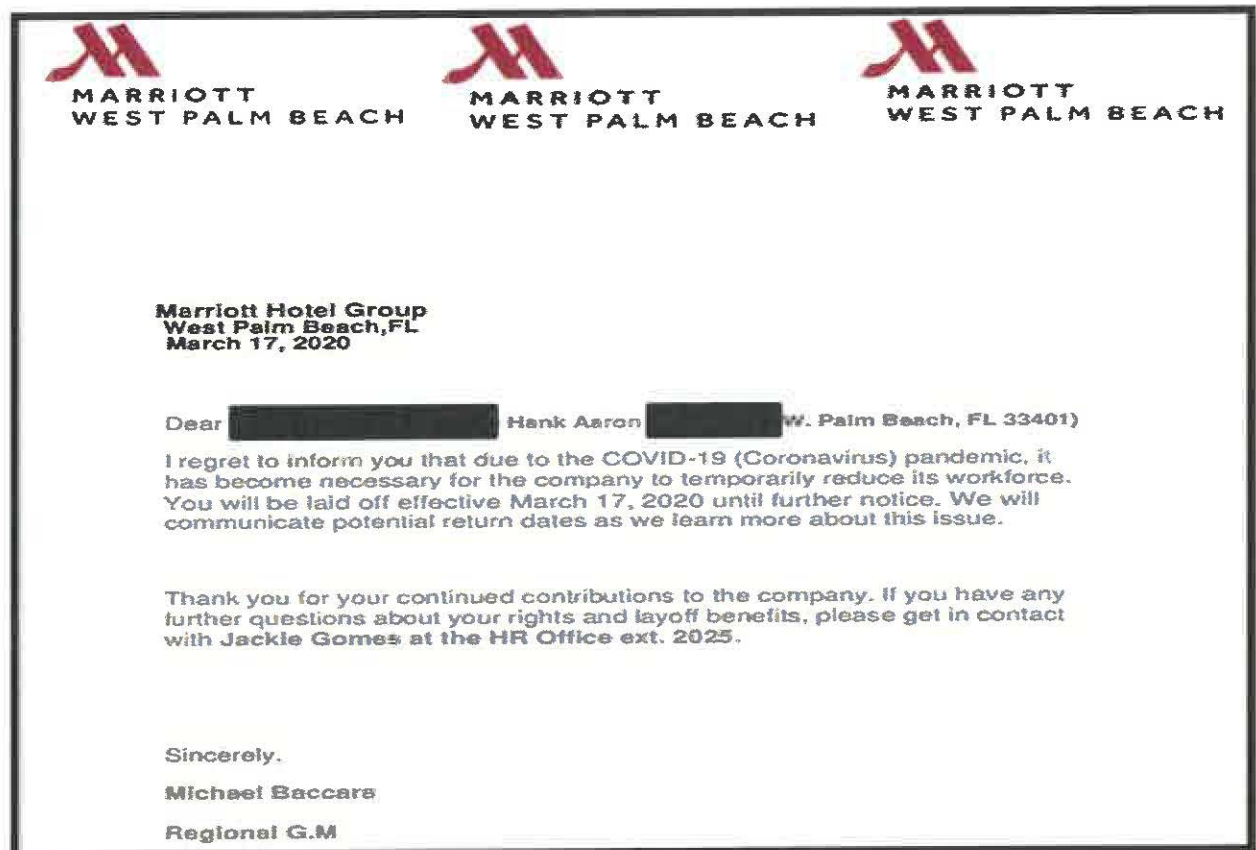 MARRIOTT
WEST PALM BEACH
MARRIOTT
WEST PALM BEACH
MARRIOTT
WEST PALM BEACH
Marriott Hotel Group
West Palm Beach,FL
March 17, 2020
Dear Hank Aaron W. Palm Beach, FL 33401)
I regret to inform you that due to the COVID-19 (Coronavirus) pandemic, it
has become necessary for the company to temporarily reduce its workforce.
You will be laid off effective March 17, 2020 until further notice. We will
communicate potential return dates as we learn more about this issue.
Thank you for your continued contributions to the company. If you have any
further questions about your rights and layoff benefits, please get in contact
with Jackie Gomes at the HR Office ext. 2025.
Sincerely.
Michael Baccara
Regional G.M